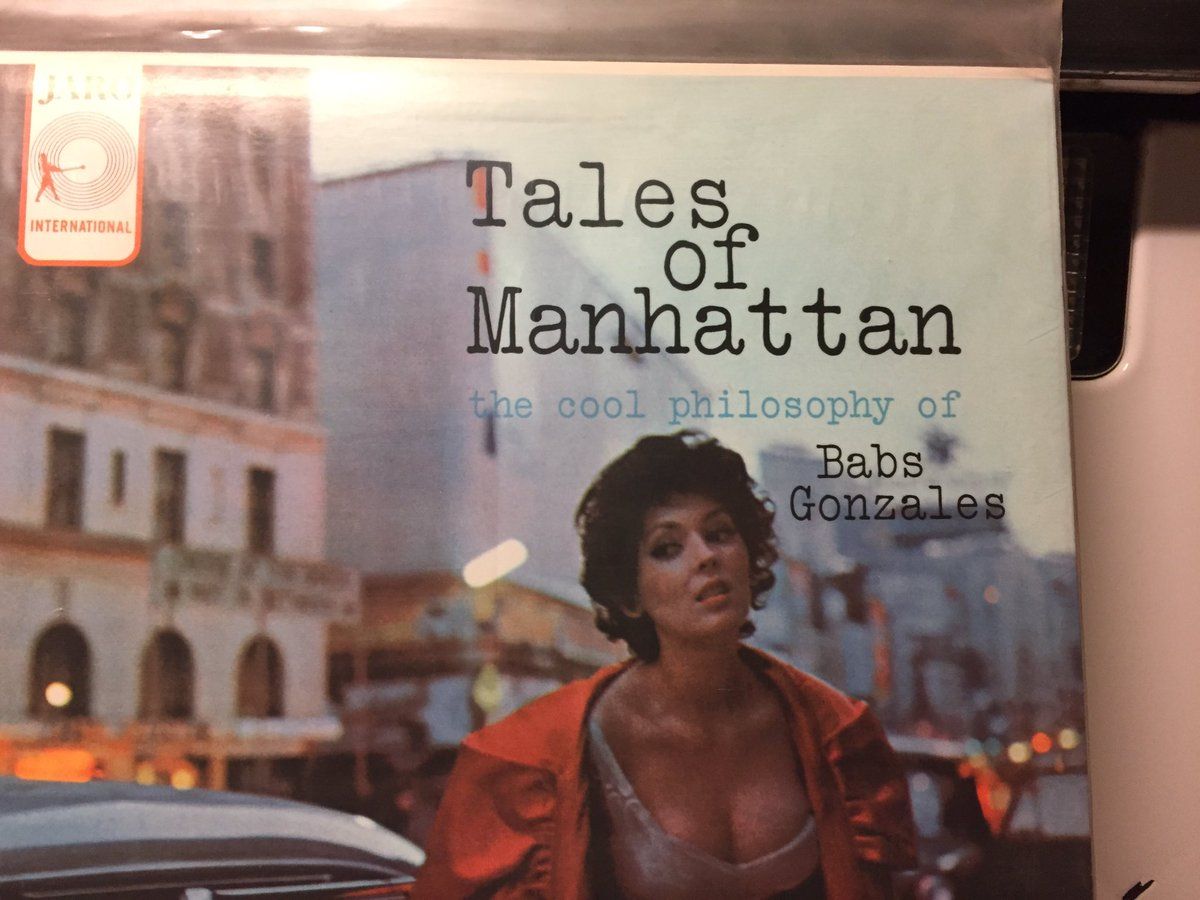 JARO
INTERNATIONAL
Tales
of
Manhattan
the cool philosophy of
Babs
Gonzales